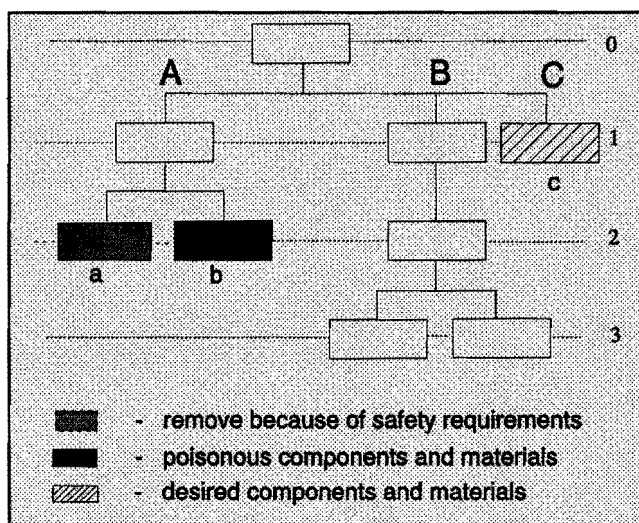 0
A B C
1
c
2
a b
3
- remove because of safety requirements
- poisonous components and materials
- desired components and materials